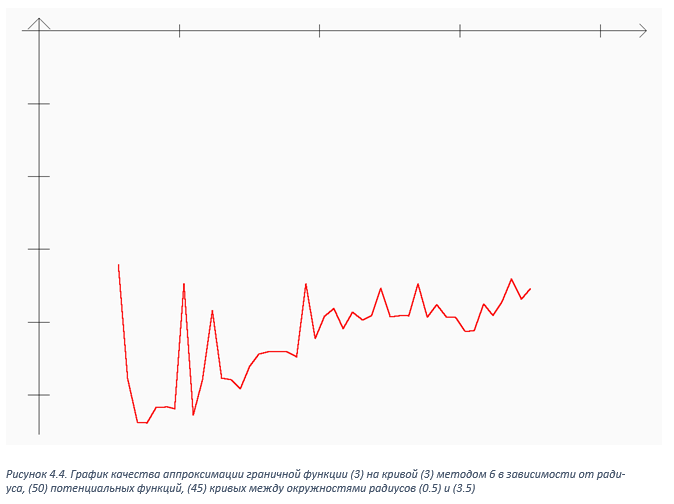 Рисунок 4.4. График качества аппроксимации граничной функции (3) на кривой (3) методом 6 в зависимости от ради-
уса, (50) потенциальных функций, (45) кривых между окружностями радиусов (0.5) и (3.5)